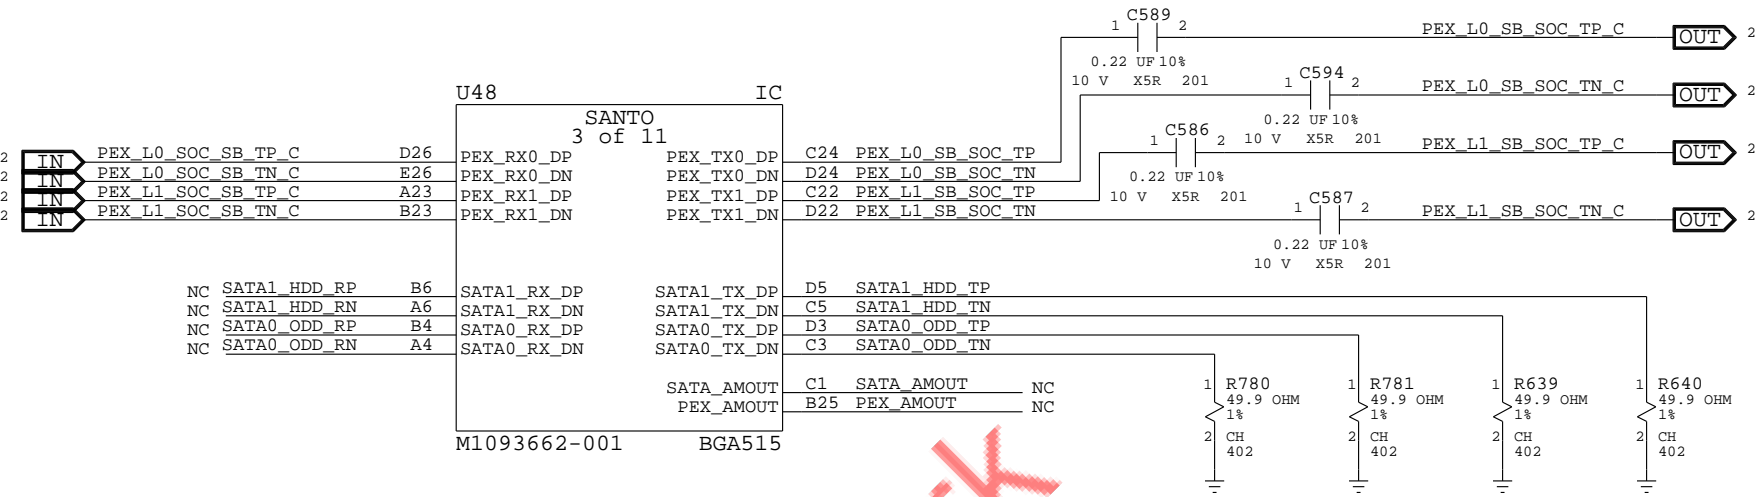 C589
1 2
PEX_L0_SB_SOC_TP_C OUT 2
0.22 UF 10%
10 V X5R 201
C594
1 2
PEX_L0_SB_SOC_TN_C OUT 2
0.22 UF 10%
10 V X5R 201
C586
1 2
PEX_L1_SB_SOC_TP_C OUT 2
0.22 UF 10%
10 V X5R 201
C587
1 2
PEX_L1_SB_SOC_TN_C OUT 2
0.22 UF 10%
10 V X5R 201
U48 IC
SANTO
3 of 11
2 IN PEX_L0_SOC_SB_TP_C D26 PEX_RX0_DP PEX_TX0_DP C24 PEX_L0_SB_SOC_TP
2 IN PEX_L0_SOC_SB_TN_C E26 PEX_RX0_DN PEX_TX0_DN D24 PEX_L0_SB_SOC_TN
2 IN PEX_L1_SOC_SB_TP_C A23 PEX_RX1_DP PEX_TX1_DP C22 PEX_L1_SB_SOC_TP
2 IN PEX_L1_SOC_SB_TN_C B23 PEX_RX1_DN PEX_TX1_DN D22 PEX_L1_SB_SOC_TN
NC SATA1_HDD_RP B6 SATA1_RX_DP SATA1_TX_DP D5 SATA1_HDD_TP
NC SATA1_HDD_RN A6 SATA1_RX_DN SATA1_TX_DN C5 SATA1_HDD_TN
NC SATA0_ODD_RP B4 SATA0_RX_DP SATA0_TX_DP D3 SATA0_ODD_TP
NC SATA0_ODD_RN A4 SATA0_RX_DN SATA0_TX_DN C3 SATA0_ODD_TN
SATA_AMOUT C1 SATA_AMOUT NC
PEX_AMOUT B25 PEX_AMOUT NC
M1093662-001 BGA515
1 R780
49.9 OHM
1%
2 CH
402
1 R781
49.9 OHM
1%
2 CH
402
1 R639
49.9 OHM
1%
2 CH
402
1 R640
49.9 OHM
1%
2 CH
402